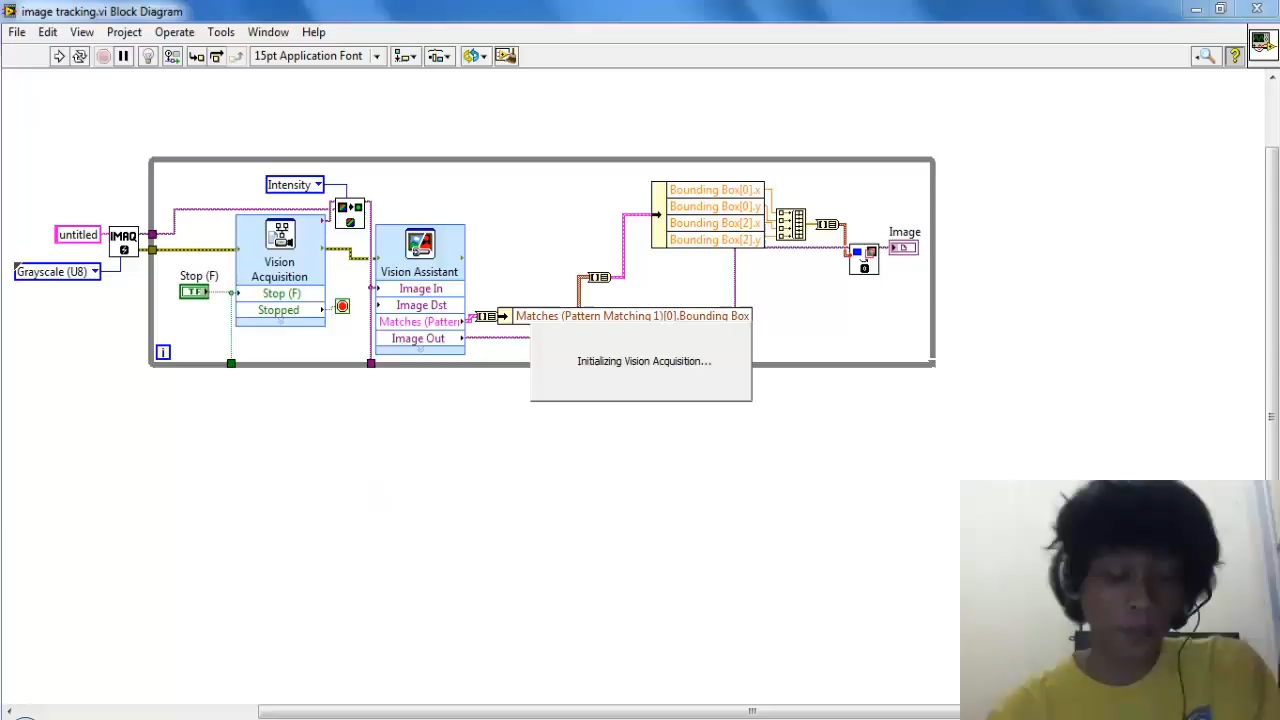 image tracking.vi Block Diagram
File Edit View Project Operate Tools Window Help
15pt Application Font
Intensity
untitled
IMAQ
Grayscale (U8)
Stop (F)
TF
Vision
Acquisition
Stop (F)
Stopped
i
Vision Assistant
Image In
Image Dst
Matches (Patter
Image Out
Matches (Pattern Matching 1)[0].Bounding Box
Initializing Vision Acquisition...
Bounding Box[0].x
Bounding Box[0].y
Bounding Box[2].x
Bounding Box[2].y
Image